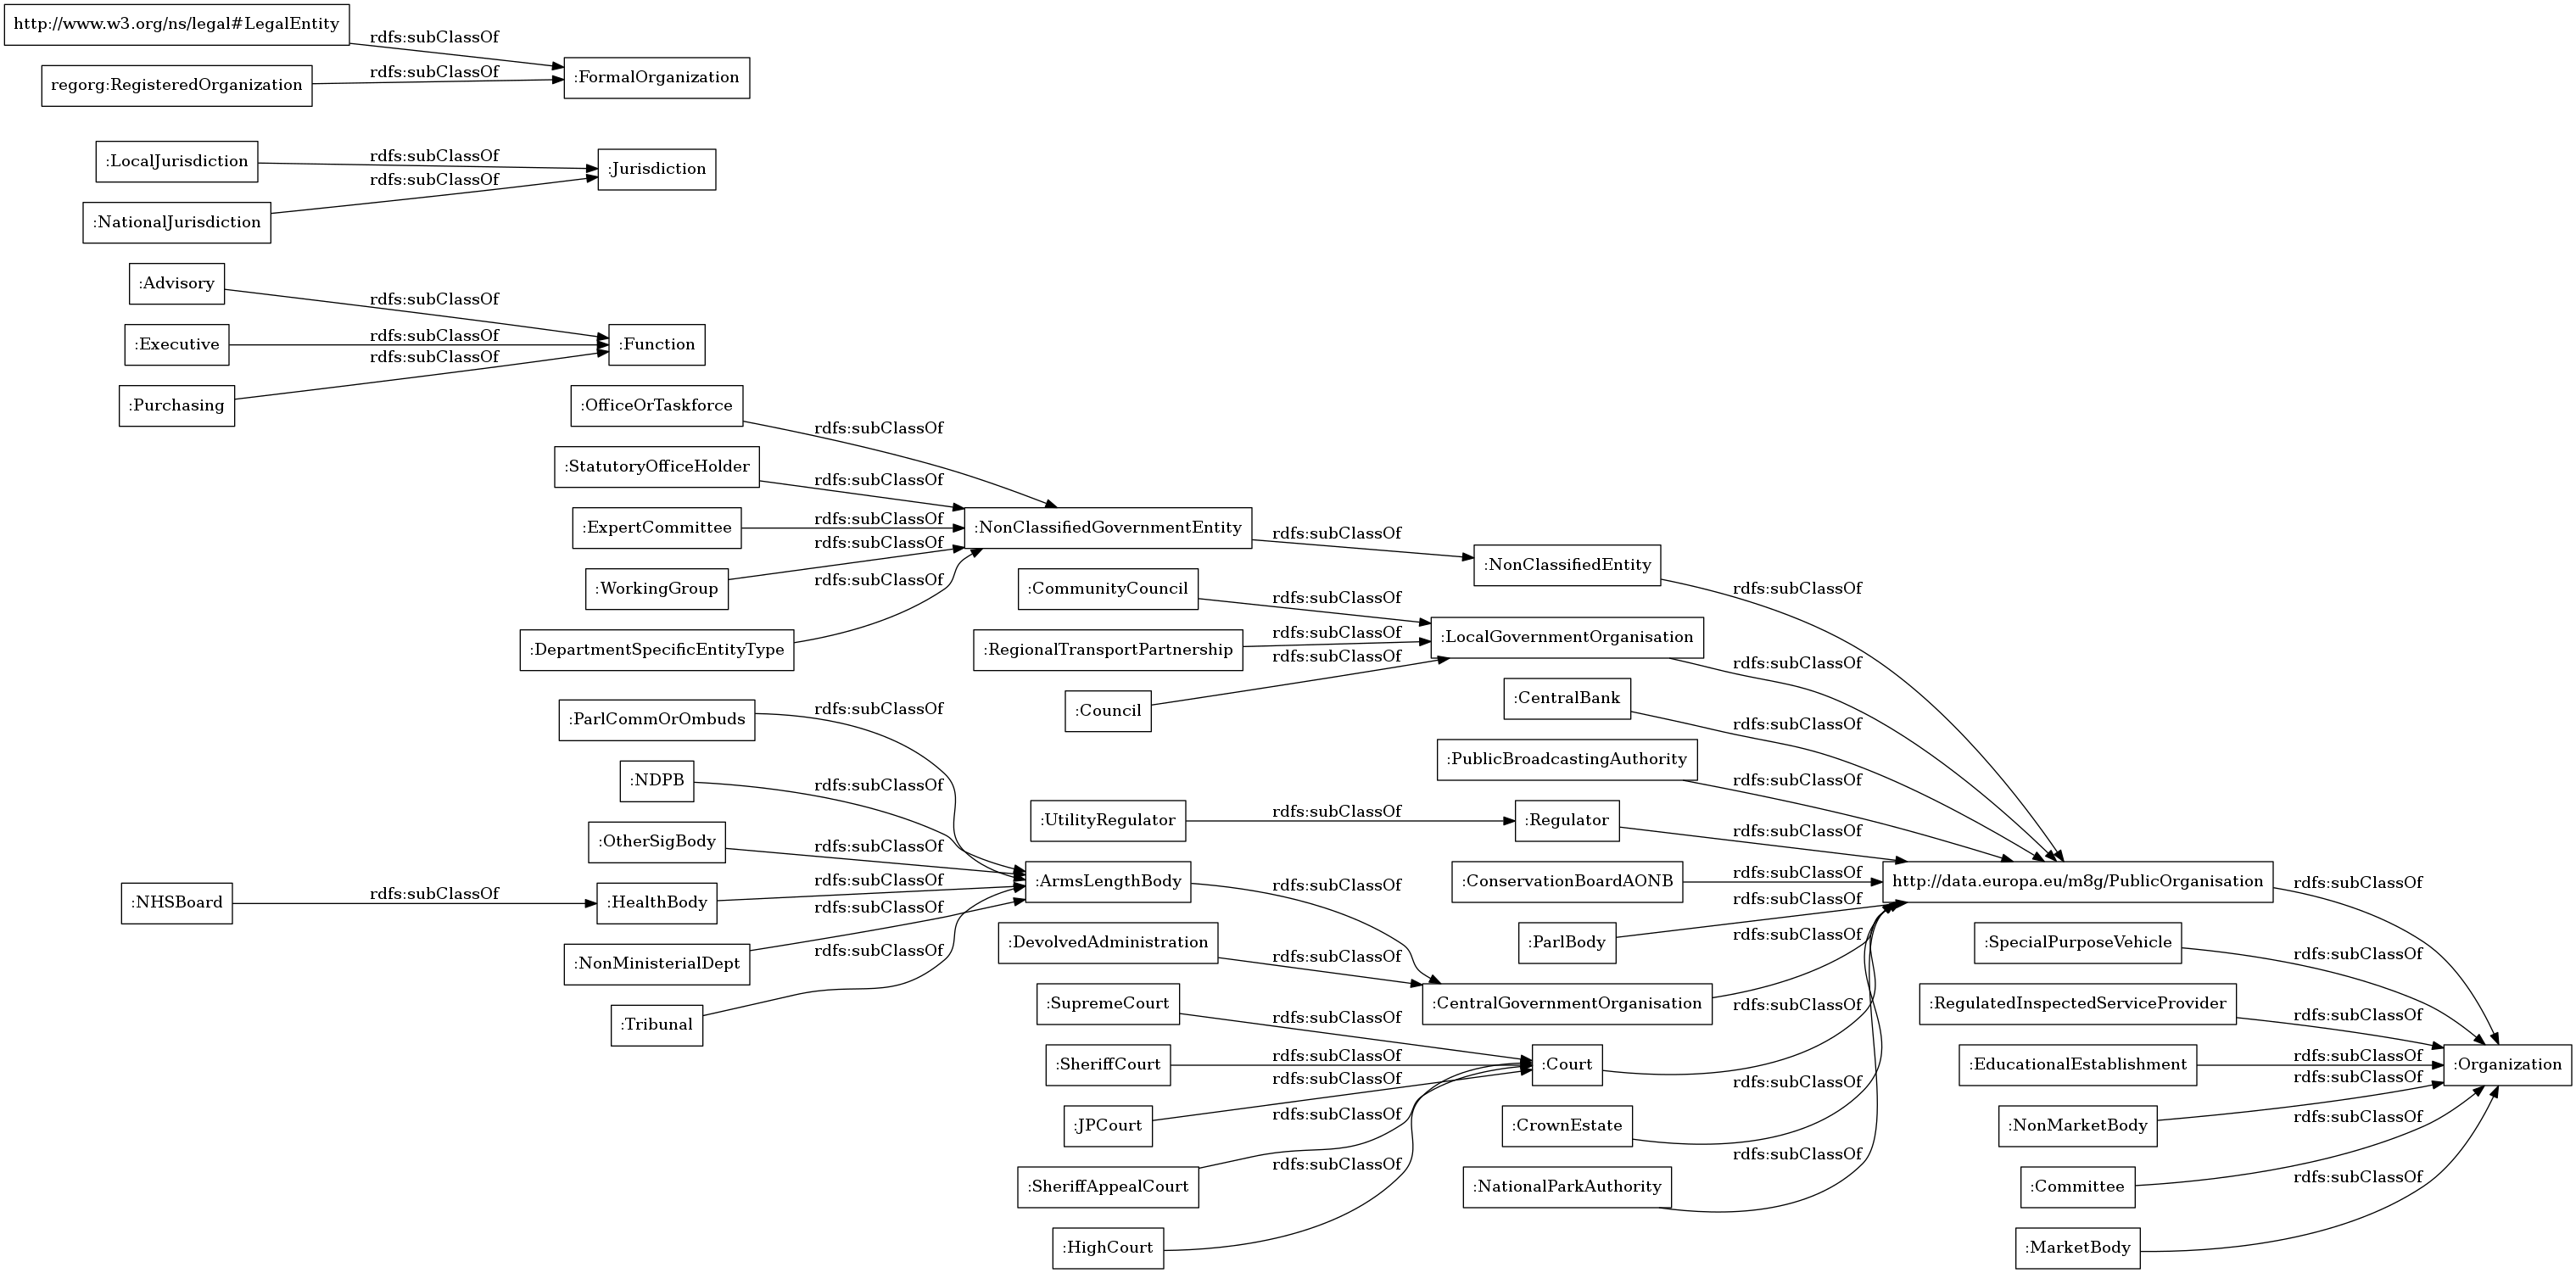 http://www.w3.org/ns/legal#LegalEntity
rdfs:subClassOf
regorg:RegisteredOrganization
rdfs:subClassOf
:FormalOrganization
:LocalJurisdiction
rdfs:subClassOf
:Jurisdiction
:NationalJurisdiction
rdfs:subClassOf
:Advisory
rdfs:subClassOf
:Executive
rdfs:subClassOf
:Function
:Purchasing
rdfs:subClassOf
:OfficeOrTaskforce
rdfs:subClassOf
:StatutoryOfficeHolder
rdfs:subClassOf
:ExpertCommittee
rdfs:subClassOf
:NonClassifiedGovernmentEntity
rdfs:subClassOf
:WorkingGroup
rdfs:subClassOf
:DepartmentSpecificEntityType
rdfs:subClassOf
:NonClassifiedEntity
rdfs:subClassOf
:CommunityCouncil
rdfs:subClassOf
:RegionalTransportPartnership
rdfs:subClassOf
:LocalGovernmentOrganisation
rdfs:subClassOf
:Council
rdfs:subClassOf
:CentralBank
rdfs:subClassOf
:PublicBroadcastingAuthority
rdfs:subClassOf
:ParlCommOrOmbuds
rdfs:subClassOf
:NDPB
rdfs:subClassOf
:UtilityRegulator
rdfs:subClassOf
:Regulator
rdfs:subClassOf
:OtherSigBody
rdfs:subClassOf
:NHSBoard
rdfs:subClassOf
:HealthBody
rdfs:subClassOf
:ArmsLengthBody
rdfs:subClassOf
:ConservationBoardAONB
rdfs:subClassOf
http://data.europa.eu/m8g/PublicOrganisation
rdfs:subClassOf
:NonMinisterialDept
rdfs:subClassOf
:Tribunal
rdfs:subClassOf
:DevolvedAdministration
rdfs:subClassOf
:ParlBody
rdfs:subClassOf
:CentralGovernmentOrganisation
rdfs:subClassOf
:SupremeCourt
rdfs:subClassOf
:SheriffCourt
rdfs:subClassOf
:Court
rdfs:subClassOf
:JPCourt
rdfs:subClassOf
:SheriffAppealCourt
rdfs:subClassOf
:HighCourt
rdfs:subClassOf
:CrownEstate
rdfs:subClassOf
:NationalParkAuthority
rdfs:subClassOf
:SpecialPurposeVehicle
rdfs:subClassOf
:RegulatedInspectedServiceProvider
rdfs:subClassOf
:EducationalEstablishment
rdfs:subClassOf
:Organization
:NonMarketBody
rdfs:subClassOf
:Committee
rdfs:subClassOf
:MarketBody
rdfs:subClassOf